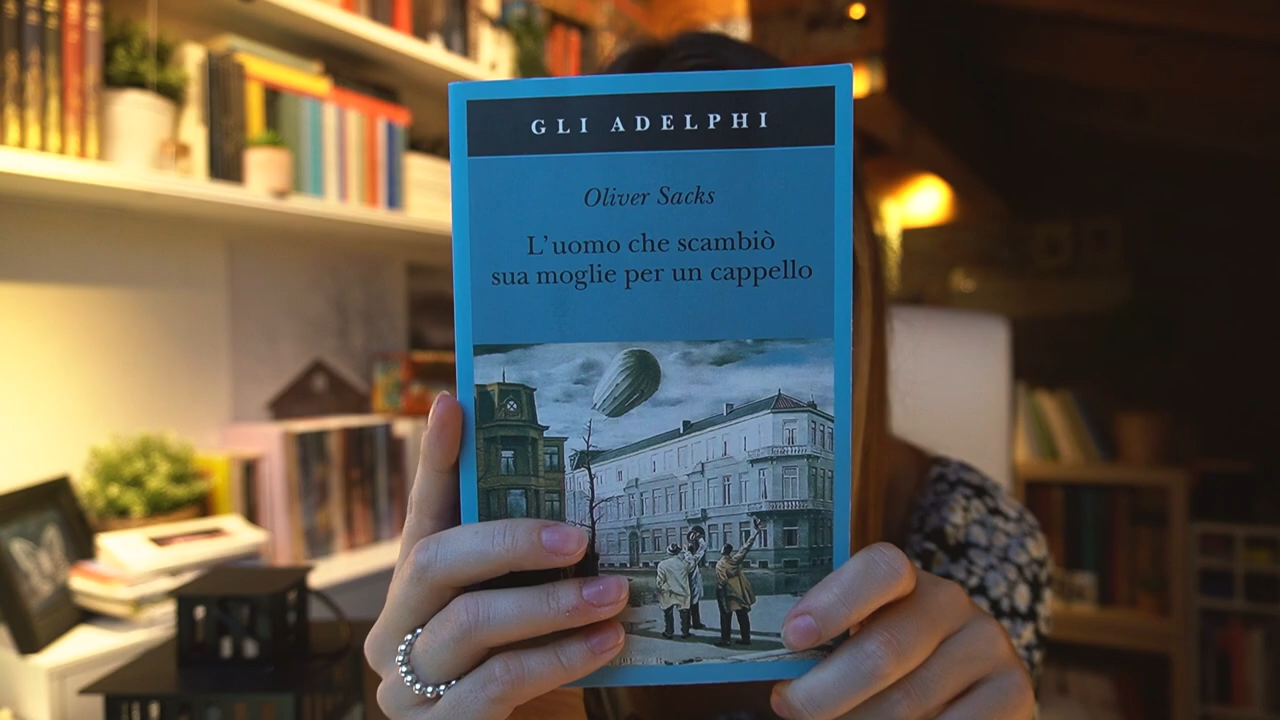 GLI ADELPHI
Oliver Sacks
L'uomo che scambiò
sua moglie per un cappello